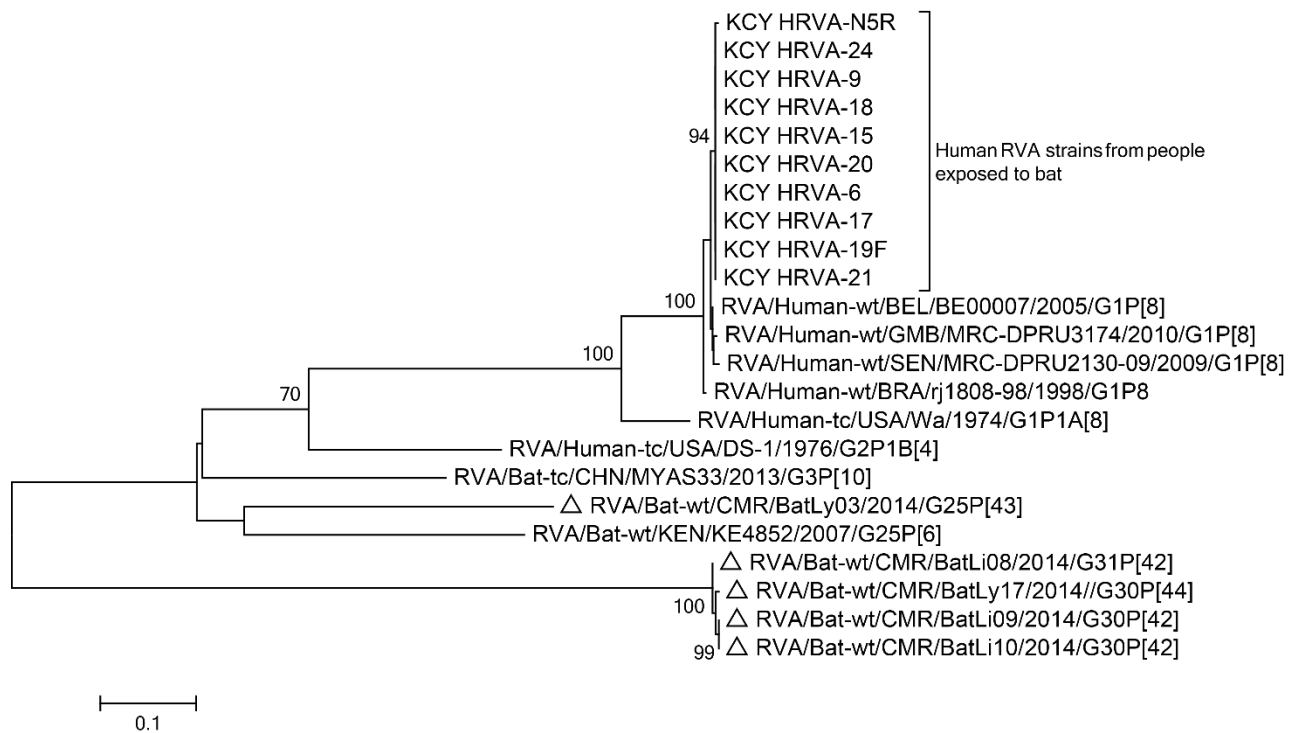 KCY HRVA-N5R
KCY HRVA-24
KCY HRVA-9
KCY HRVA-18
94
KCY HRVA-15
Human RVA strains from people
exposed to bat
KCY HRVA-20
KCY HRVA-6
KCY HRVA-17
KCY HRVA-19F
KCY HRVA-21
100
RVA/Human-wt/BEL/BE00007/2005/G1P[8]
RVA/Human-wt/GMB/MRC-DPRU3174/2010/G1P[8]
100
RVA/Human-wt/SEN/MRC-DPRU2130-09/2009/G1P[8]
70
RVA/Human-wt/BRA/rj1808-98/1998/G1P8
RVA/Human-tc/USA/Wa/1974/G1P1A[8]
RVA/Human-tc/USA/DS-1/1976/G2P1B[4]
RVA/Bat-tc/CHN/MYAS33/2013/G3P[10]
RVA/Bat-wt/CMR/BatLy03/2014/G25P[43]
RVA/Bat-wt/KEN/KE4852/2007/G25P[6]
RVA/Bat-wt/CMR/BatLi08/2014/G31P[42]
RVA/Bat-wt/CMR/BatLy17/2014//G30P[44]
100
RVA/Bat-wt/CMR/BatLi09/2014/G30P[42]
99
RVA/Bat-wt/CMR/BatLi10/2014/G30P[42]
0.1